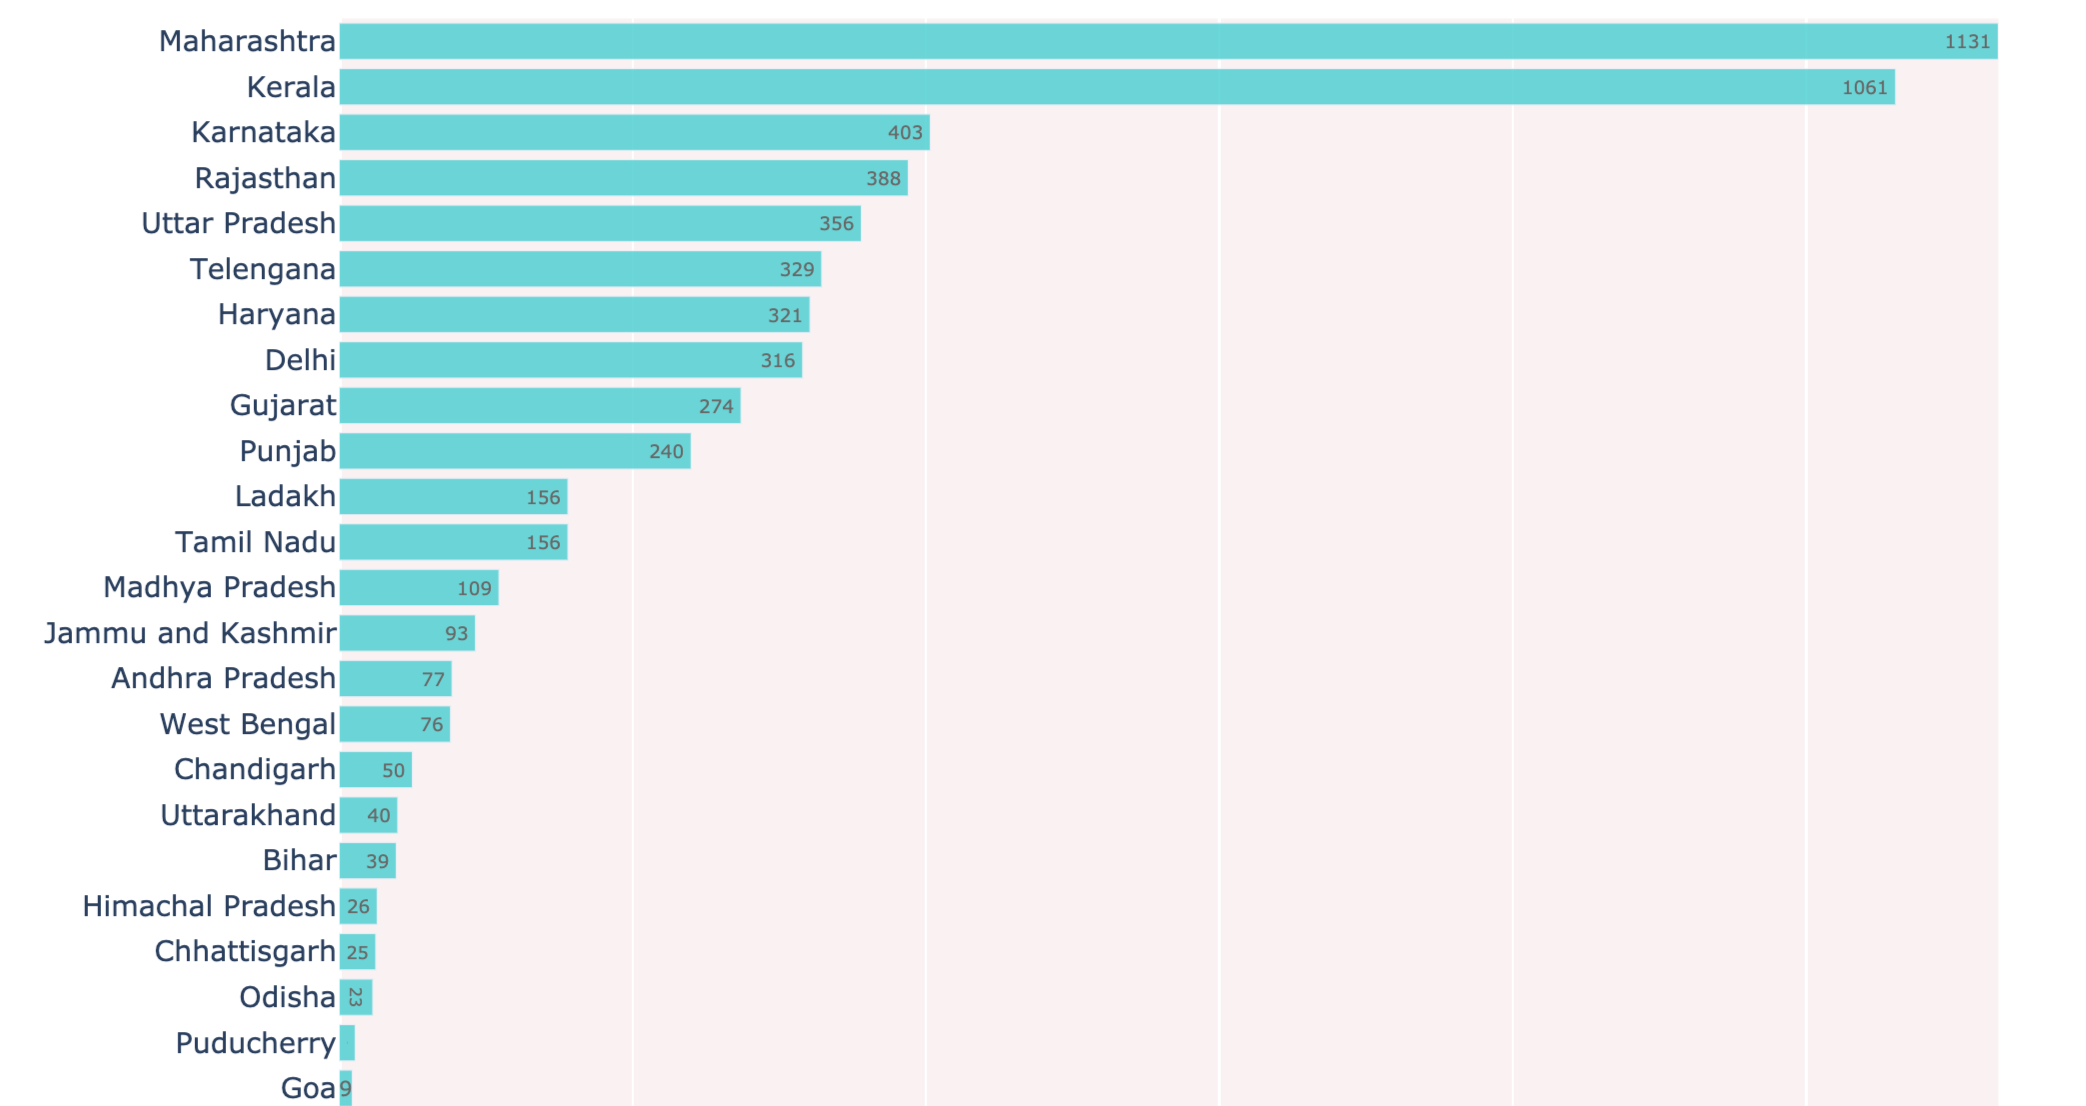 Maharashtra 1131
Kerala 1061
Karnataka 403
Rajasthan 388
Uttar Pradesh 356
Telengana 329
Haryana 321
Delhi 316
Gujarat 274
Punjab 240
Ladakh 156
Tamil Nadu 156
Madhya Pradesh 109
Jammu and Kashmir 93
Andhra Pradesh 77
West Bengal 76
Chandigarh 50
Uttarakhand 40
Bihar 39
Himachal Pradesh 26
Chhattisgarh 25
Odisha 23
Puducherry
Goa 9